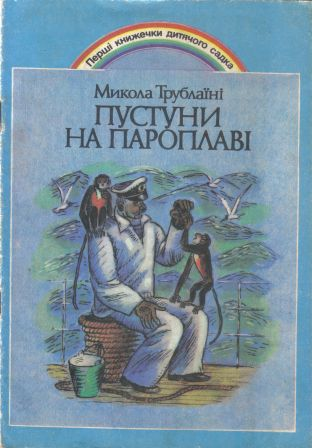 Перші книжечки дитячого садка
Микола Трублаїні
ПУСТУНИ
НА ПАРОПЛАВІ